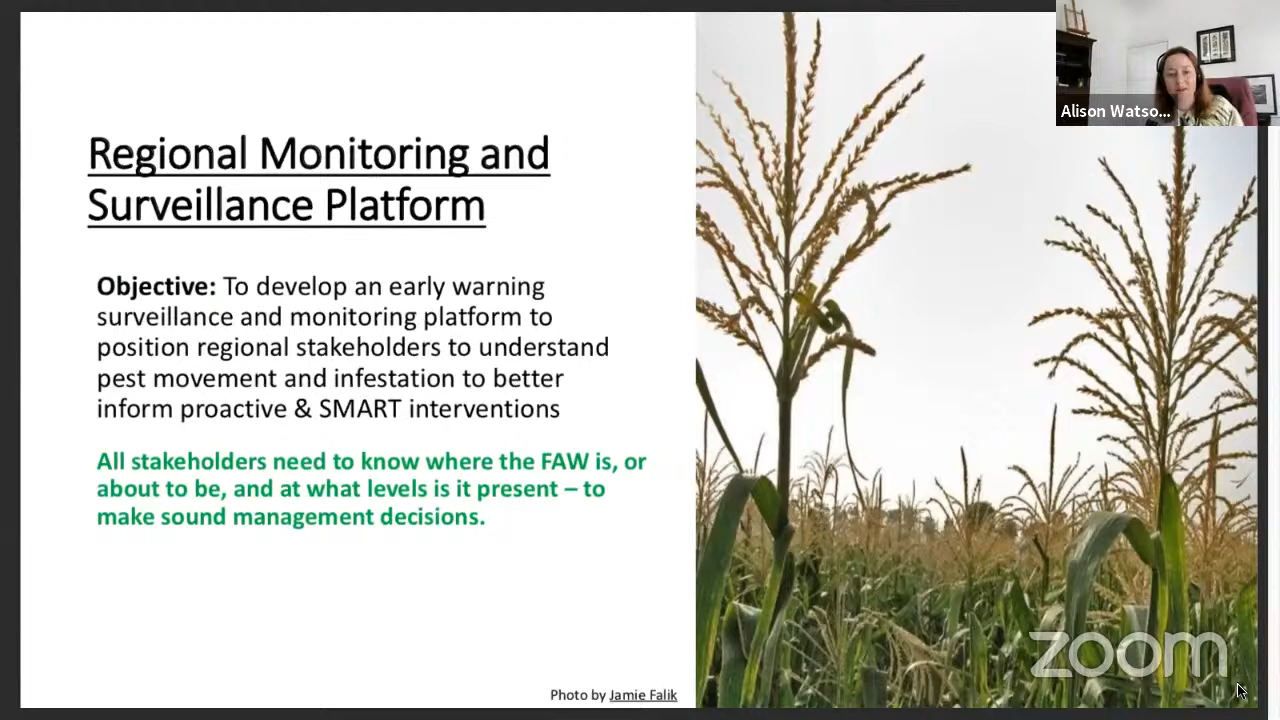 Regional Monitoring and
Surveillance Platform
Objective: To develop an early warning
surveillance and monitoring platform to
position regional stakeholders to understand
pest movement and infestation to better
inform proactive & SMART interventions
All stakeholders need to know where the FAW is, or
about to be, and at what levels is it present – to
make sound management decisions.
Photo by Jamie Falik
Alison Watso...
zoom